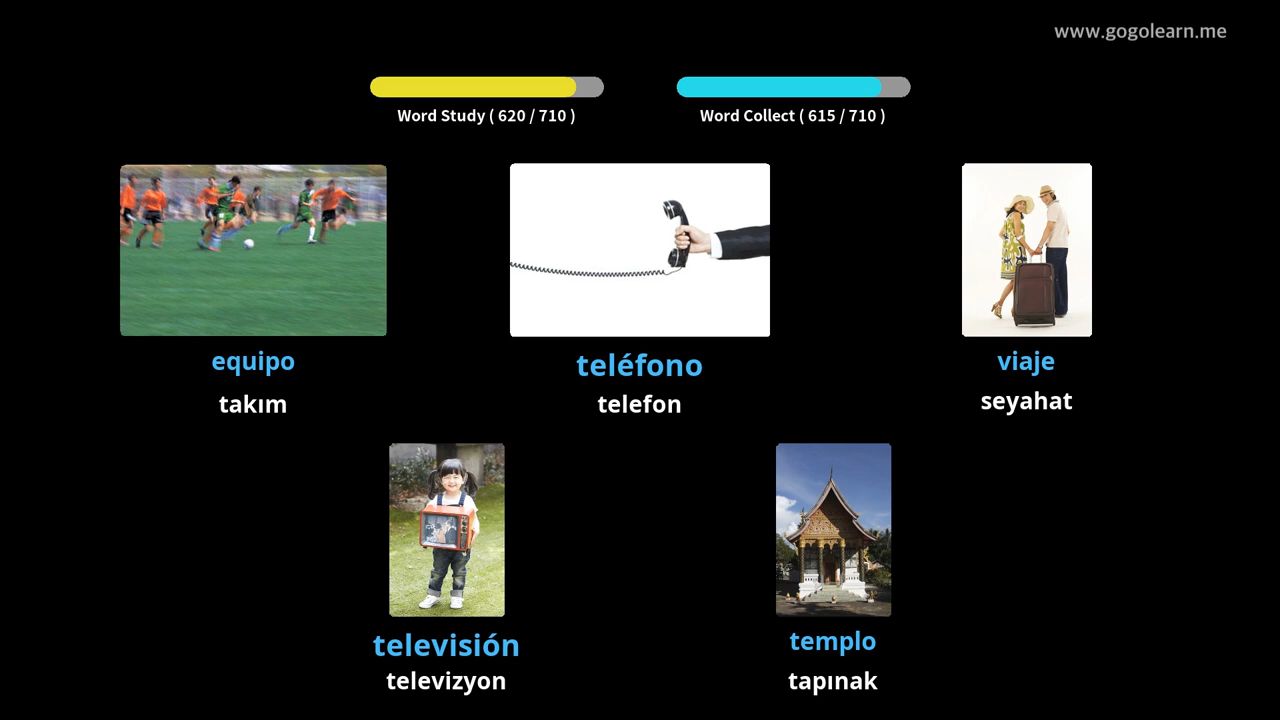 www.gogolearn.me
Word Study ( 620 / 710 )
Word Collect ( 615 / 710 )
equipo
takım
teléfono
telefon
viaje
seyahat
televisión
televizyon
templo
tapınak